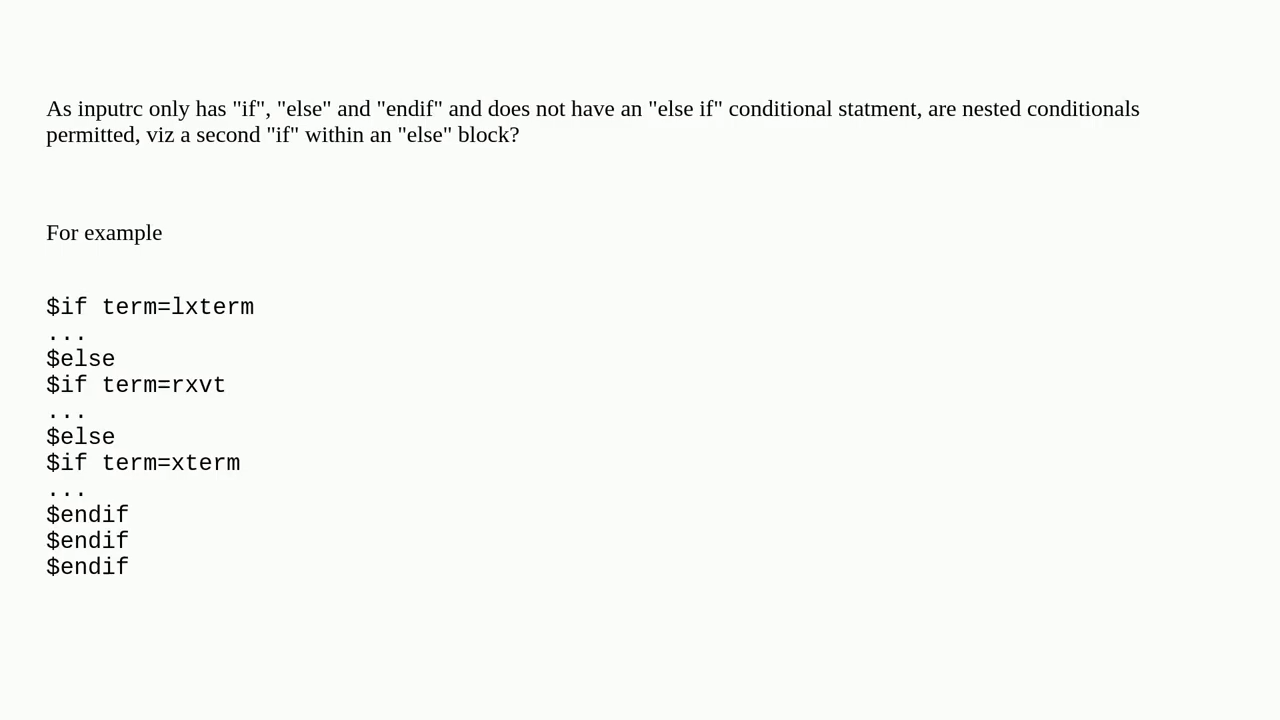 As inputrc only has "if", "else" and "endif" and does not have an "else if" conditional statment, are nested conditionals
permitted, viz a second "if" within an "else" block?
For example
$if term=lxterm
...
$else
$if term=rxvt
...
$else
$if term=xterm
...
$endif
$endif
$endif